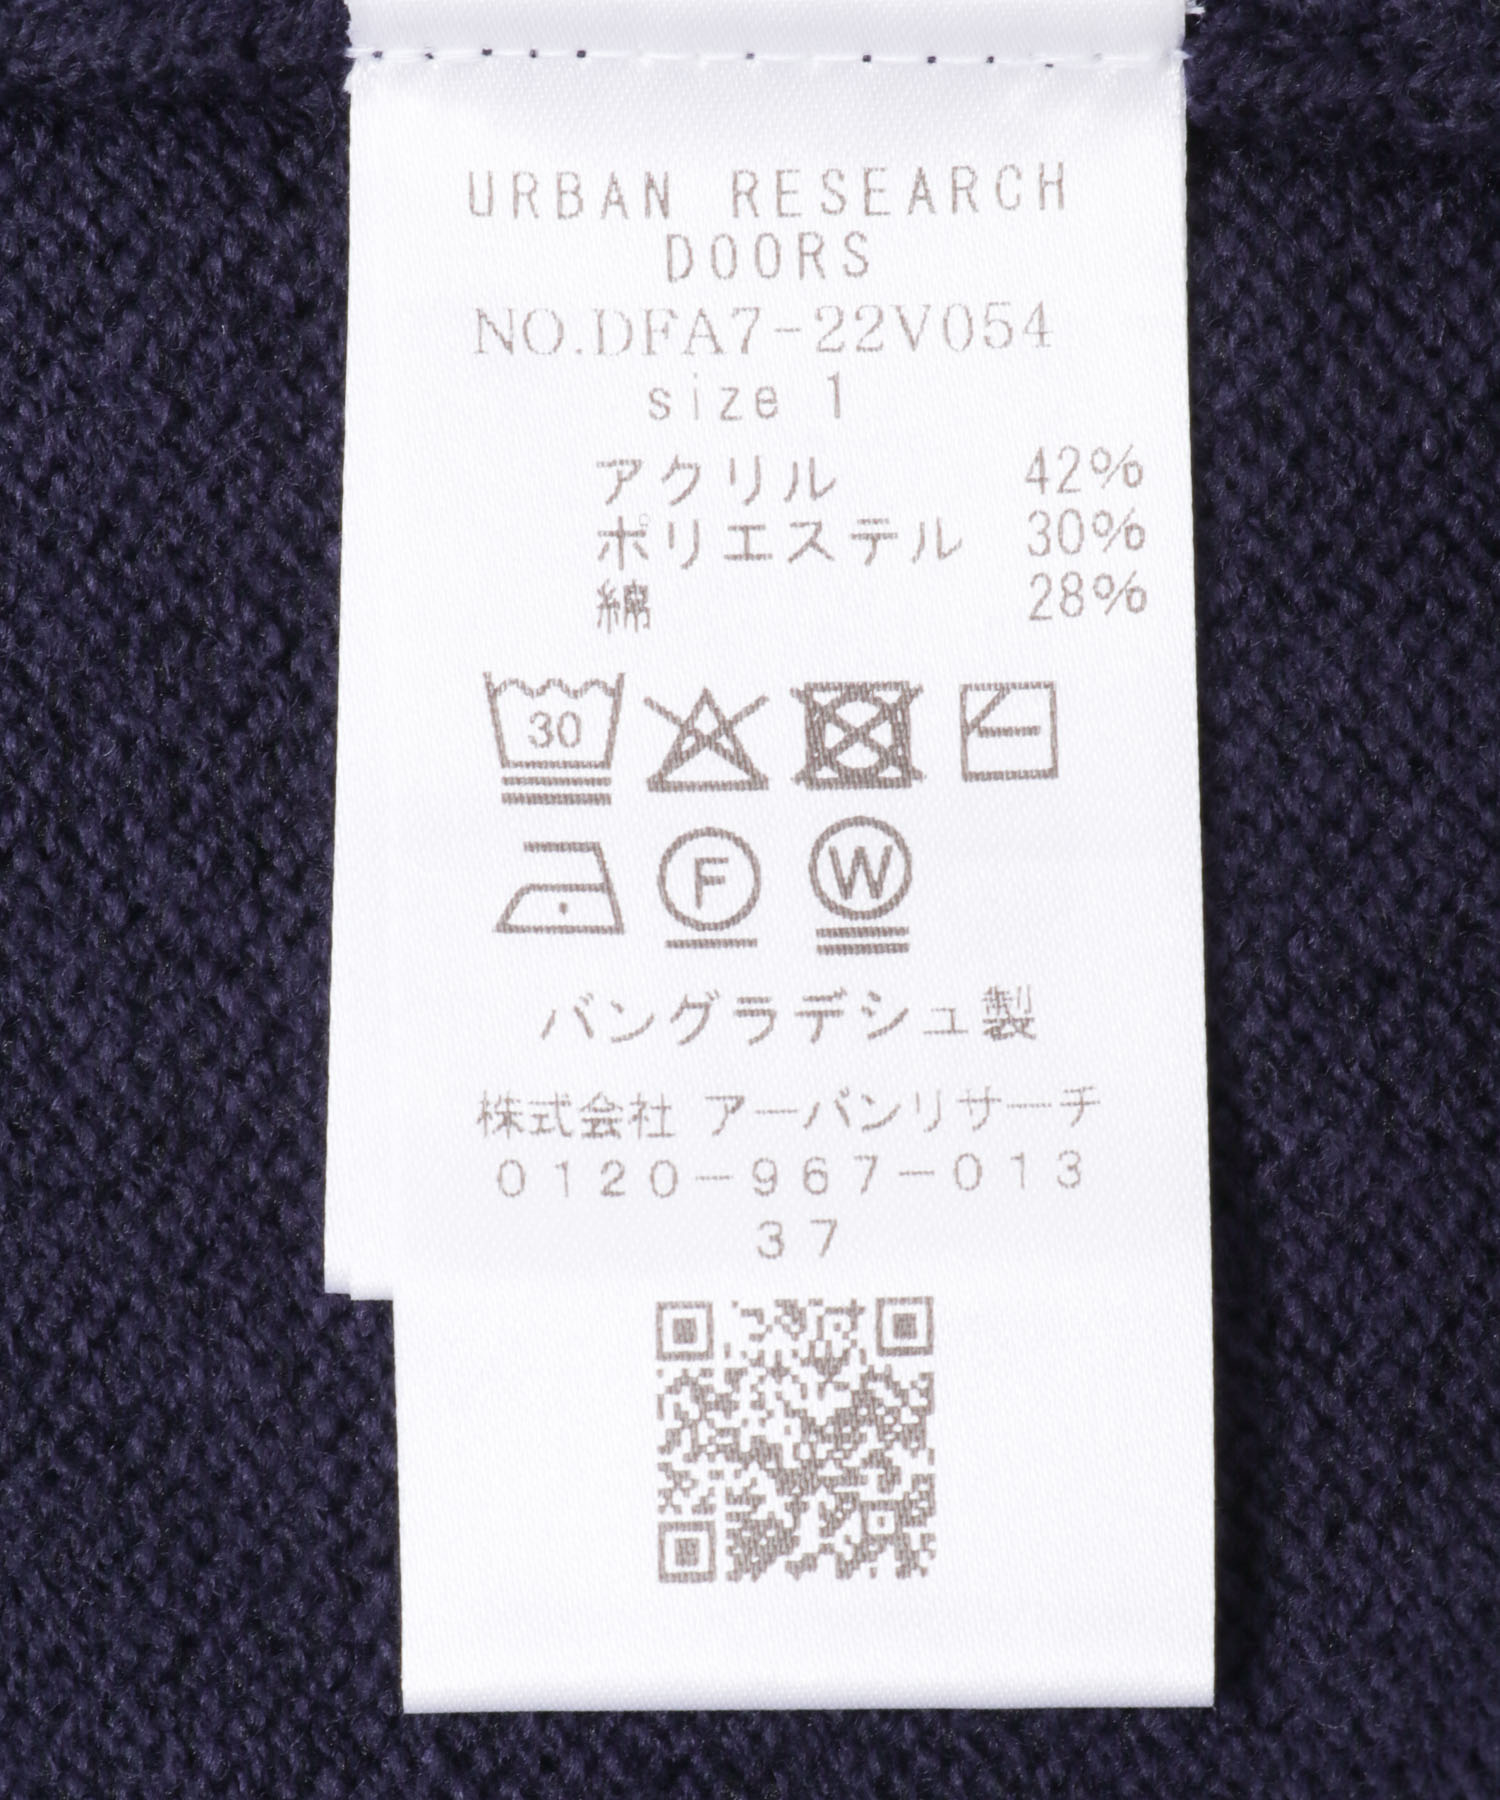 URBAN RESEARCH
DOORS
NO.DFA7-22V054
size 1
アクリル 42%
ポリエステル 30%
綿 28%
30
F W
バングラデシュ製
株式会社 アーバンリサーチ
0120-967-013
37